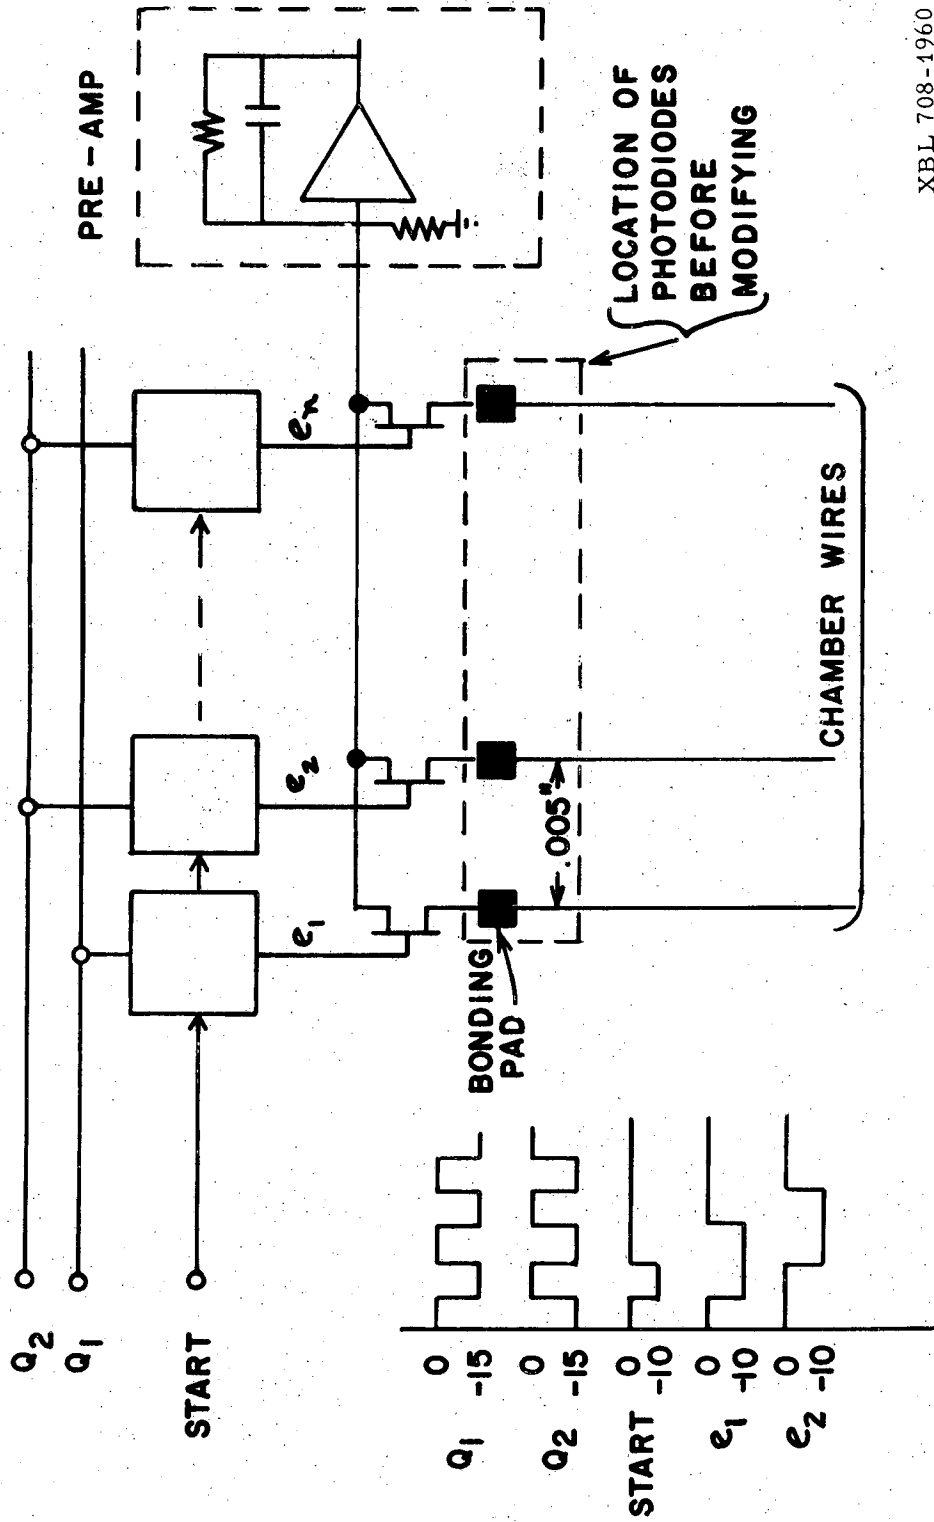 Q2
Q1
START
PRE-AMP
e1
e2
en
BONDING
PAD
.005"
LOCATION OF
PHOTODIODES
BEFORE
MODIFYING
CHAMBER WIRES
Q1
0
-15
Q2
0
-15
START
0
-10
e1
0
-10
e2
0
-10
XBL 708-1960